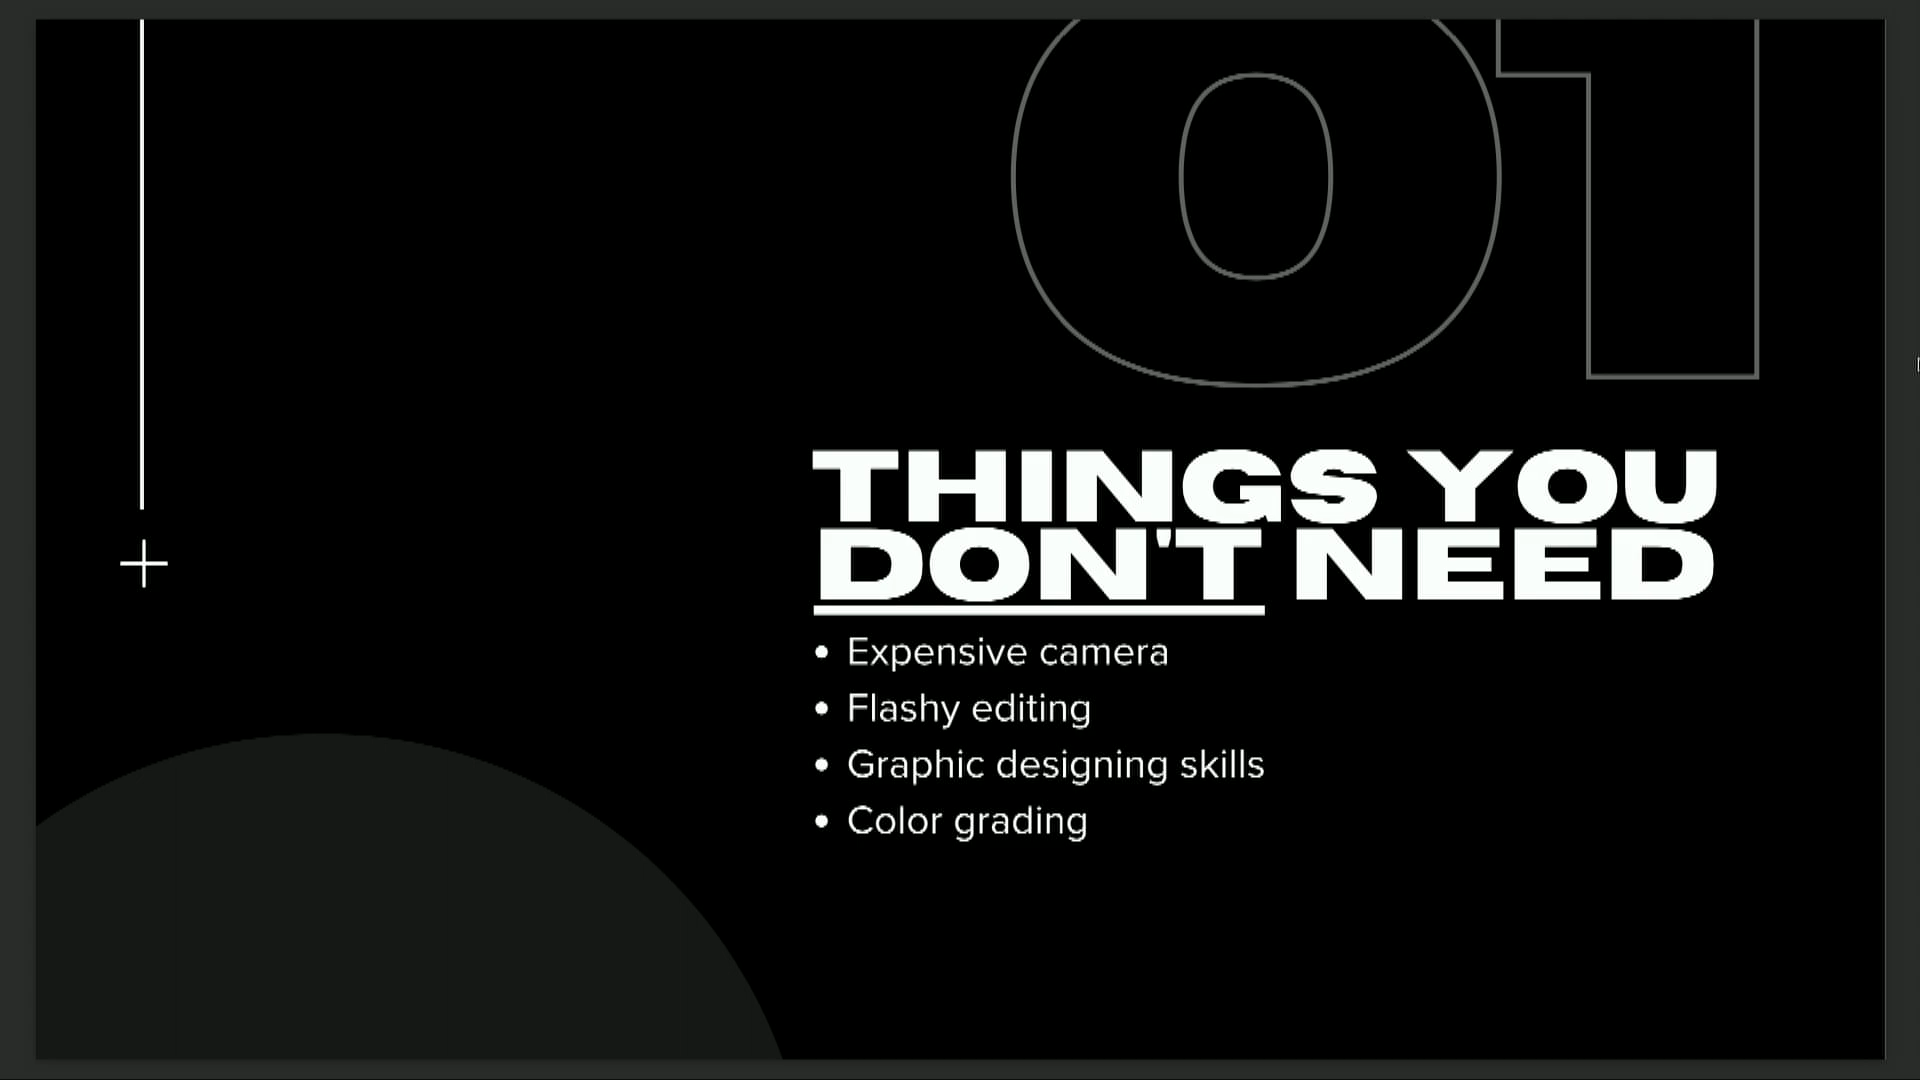 01
THINGS YOU
DON'T NEED
• Expensive camera
• Flashy editing
• Graphic designing skills
• Color grading